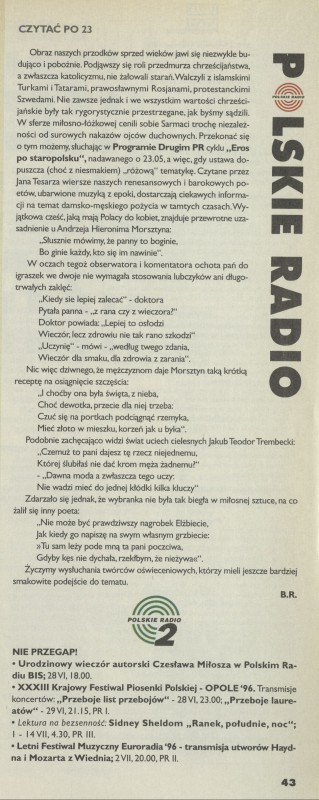 CZYTAĆ PO 23
Obraz naszych przodków sprzed wieków jawi się niezwykle bu-
dująco i pobożnie. Podjąwszy się roli przedmurza chrześcijaństwa,
a zwłaszcza katolicyzmu, nie żałowali starań. Walczyli z islamskimi
Turkami i Tatarami, prawosławnymi Rosjanami, protestanckimi
Szwedami. Nie zawsze jednak i we wszystkim wartości chrześci-
jańskie były tak rygorystycznie przestrzegane, jak byśmy sądzili.
W sferze miłosno-łóżkowej cenili sobie Sarmaci trochę niezależ-
ności od surowych nakazów ojców duchownych. Przekonać się
o tym możemy, słuchając w Programie Drugim PR cyklu „Eros
po staropolsku", nadawanego o 23.05, a więc, gdy ustawa do-
puszcza (choć z niesmakiem) „różową" tematykę. Czytane przez
Jana Tesarza wiersze naszych renesansowych i barokowych po-
etów, ubarwione muzyką z epoki, dostarczają ciekawych informa-
cji na temat damsko-męskiego pożycia w tamtych czasach. Wy-
jątkowa cześć, jaką mają Polacy do kobiet, znajduje przewrotne uza-
sadnienie u Andrzeja Hieronima Morsztyna:
„Słusznie mówimy, że panny to boginie,
Bo ginie każdy, kto się im nawinie".
W oczach tegoż obserwatora i komentatora ochota pań do
igraszek we dwoje nie wymagała stosowania lubczyków ani długo-
trwałych zaklęć:
„Kiedy sie lepiej zalecać" - doktora
Pytała panna - „z rana czy z wieczora?"
Doktor powiada: „Lepiej to osłodzi
Wieczór, lecz zdrowiu nie tak rano szkodzi"
„Uczynię" - mówi - „według twego zdania,
Wieczór dla smaku, dla zdrowia z zarania".
Nic więc dziwnego, że mężczyznom daje Morsztyn taką krótką
receptę na osiągnięcie szczęścia:
„I choćby ona była święta, z nieba,
Choć dewotka, przecie dla niej trzeba:
Czuć się na portkach podciągnąć rzemyka,
Mieć złoto w mieszku, korzeń jak u byka".
Podobnie zachęcająco widzi świat uciech cielesnych Jakub Teodor Trembecki:
„Czemuż to pani dajesz tę rzecz niejednemu,
Której ślubiłaś nie dać krom męża żadnemu?"
- „Dawna moda a zwłaszcza tego uczy:
Nie wadzi mieć do jednej kłódki kilka kluczy"
Zdarzało się jednak, że wybranka nie była tak biegła w miłosnej sztuce, na co
żalił się inny poeta:
„Nie może być prawdziwszy nagrobek Elżbiecie,
Jak kiedy go napiszę na swym własnym grzbiecie:
»Tu sam leży pode mną ta pani poczciwa,
Gdyby kęs nie dychała, rzekłbym, że nieżywa«".
Życzymy wysłuchania twórców oświeceniowych, którzy mieli jeszcze bardziej
smakowite podejście do tematu.
B.R.
POLSKIE RADIO
POLSKIE RADIO
POLSKIE RADIO
2
NIE PRZEGAP!
• Urodzinowy wieczór autorski Czesława Miłosza w Polskim Ra-
diu BIS; 28 VI, 18.00.
• XXXIII Krajowy Festiwal Piosenki Polskiej - OPOLE '96. Transmisje
koncertów: „Przeboje list przebojów" - 28 VI, 23.00; „Przeboje laure-
atów" - 29 VI, 21.15, PR I.
• Lektura na bezsenność: Sidney Sheldom „Ranek, południe, noc";
1 - 14 VII, 4.30, PR III.
• Letni Festiwal Muzyczny Euroradia '96 - transmisja utworów Hayd-
na i Mozarta z Wiednia; 2 VII, 20.00, PR II.
43